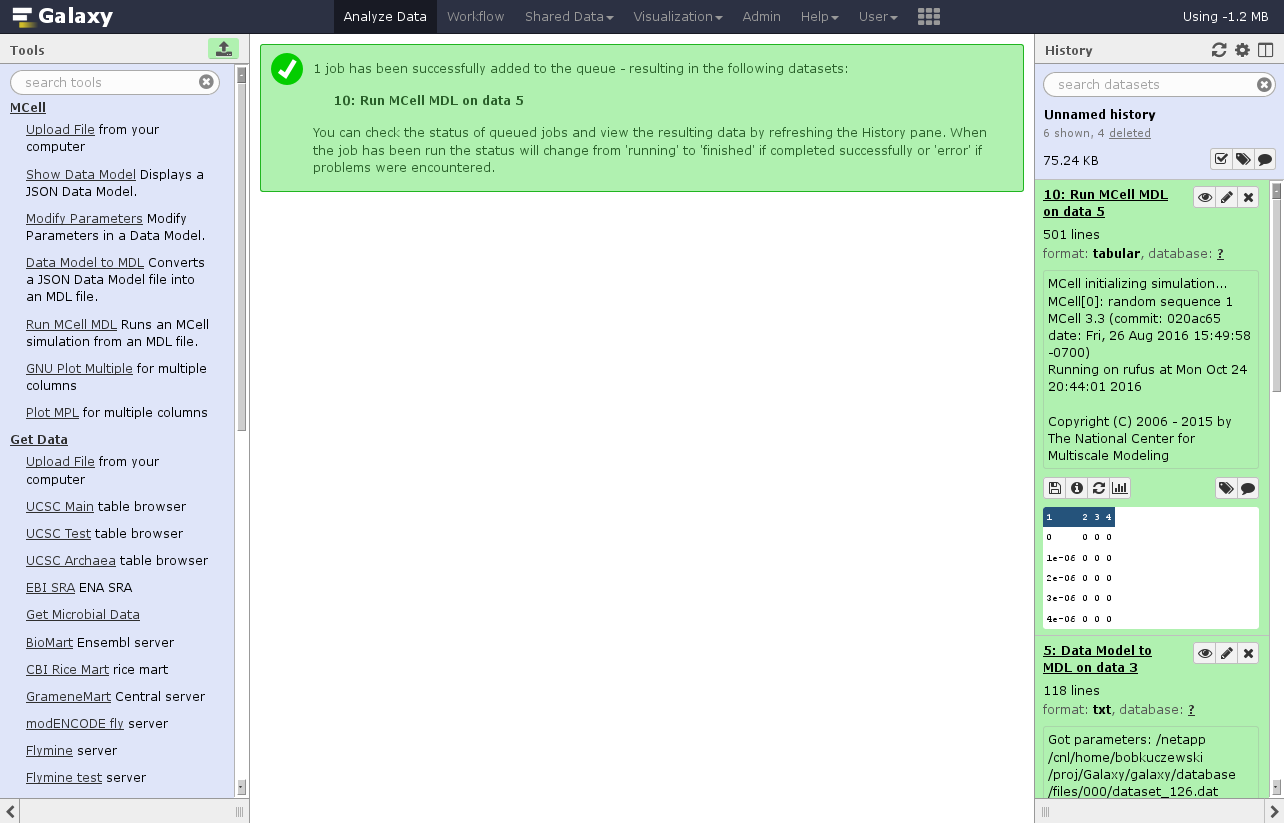 Galaxy
Analyze Data Workflow Shared Data Visualization Admin Help User Using -1.2 MB
Tools
search tools
MCell
Upload File from your
computer
Show Data Model Displays a
JSON Data Model.
Modify Parameters Modify
Parameters in a Data Model.
Data Model to MDL Converts
a JSON Data Model file into
an MDL file.
Run MCell MDL Runs an MCell
simulation from an MDL file.
GNU Plot Multiple for multiple
columns
Plot MPL for multiple columns
Get Data
Upload File from your
computer
UCSC Main table browser
UCSC Test table browser
UCSC Archaea table browser
EBI SRA ENA SRA
Get Microbial Data
BioMart Ensembl server
CBI Rice Mart rice mart
GrameneMart Central server
modENCODE fly server
Flymine server
Flymine test server
1 job has been successfully added to the queue - resulting in the following datasets:
10: Run MCell MDL on data 5
You can check the status of queued jobs and view the resulting data by refreshing the History pane. When
the job has been run the status will change from 'running' to 'finished' if completed successfully or 'error' if
problems were encountered.
History
search datasets
Unnamed history
6 shown, 4 deleted
75.24 KB
10: Run MCell MDL
on data 5
501 lines
format: tabular, database: ?
MCell initializing simulation...
MCell[0]: random sequence 1
MCell 3.3 (commit: 020ac65
date: Fri, 26 Aug 2016 15:49:58
-0700)
Running on rufus at Mon Oct 24
20:44:01 2016
Copyright (C) 2006 - 2015 by
The National Center for
Multiscale Modeling
1 2 3 4
0 0 0 0
1e-06 0 0 0
2e-06 0 0 0
3e-06 0 0 0
4e-06 0 0 0
5: Data Model to
MDL on data 3
118 lines
format: txt, database: ?
Got parameters: /netapp
/cnl/home/bobkuczewski
/proj/Galaxy/galaxy/database
/files/000/dataset_126.dat